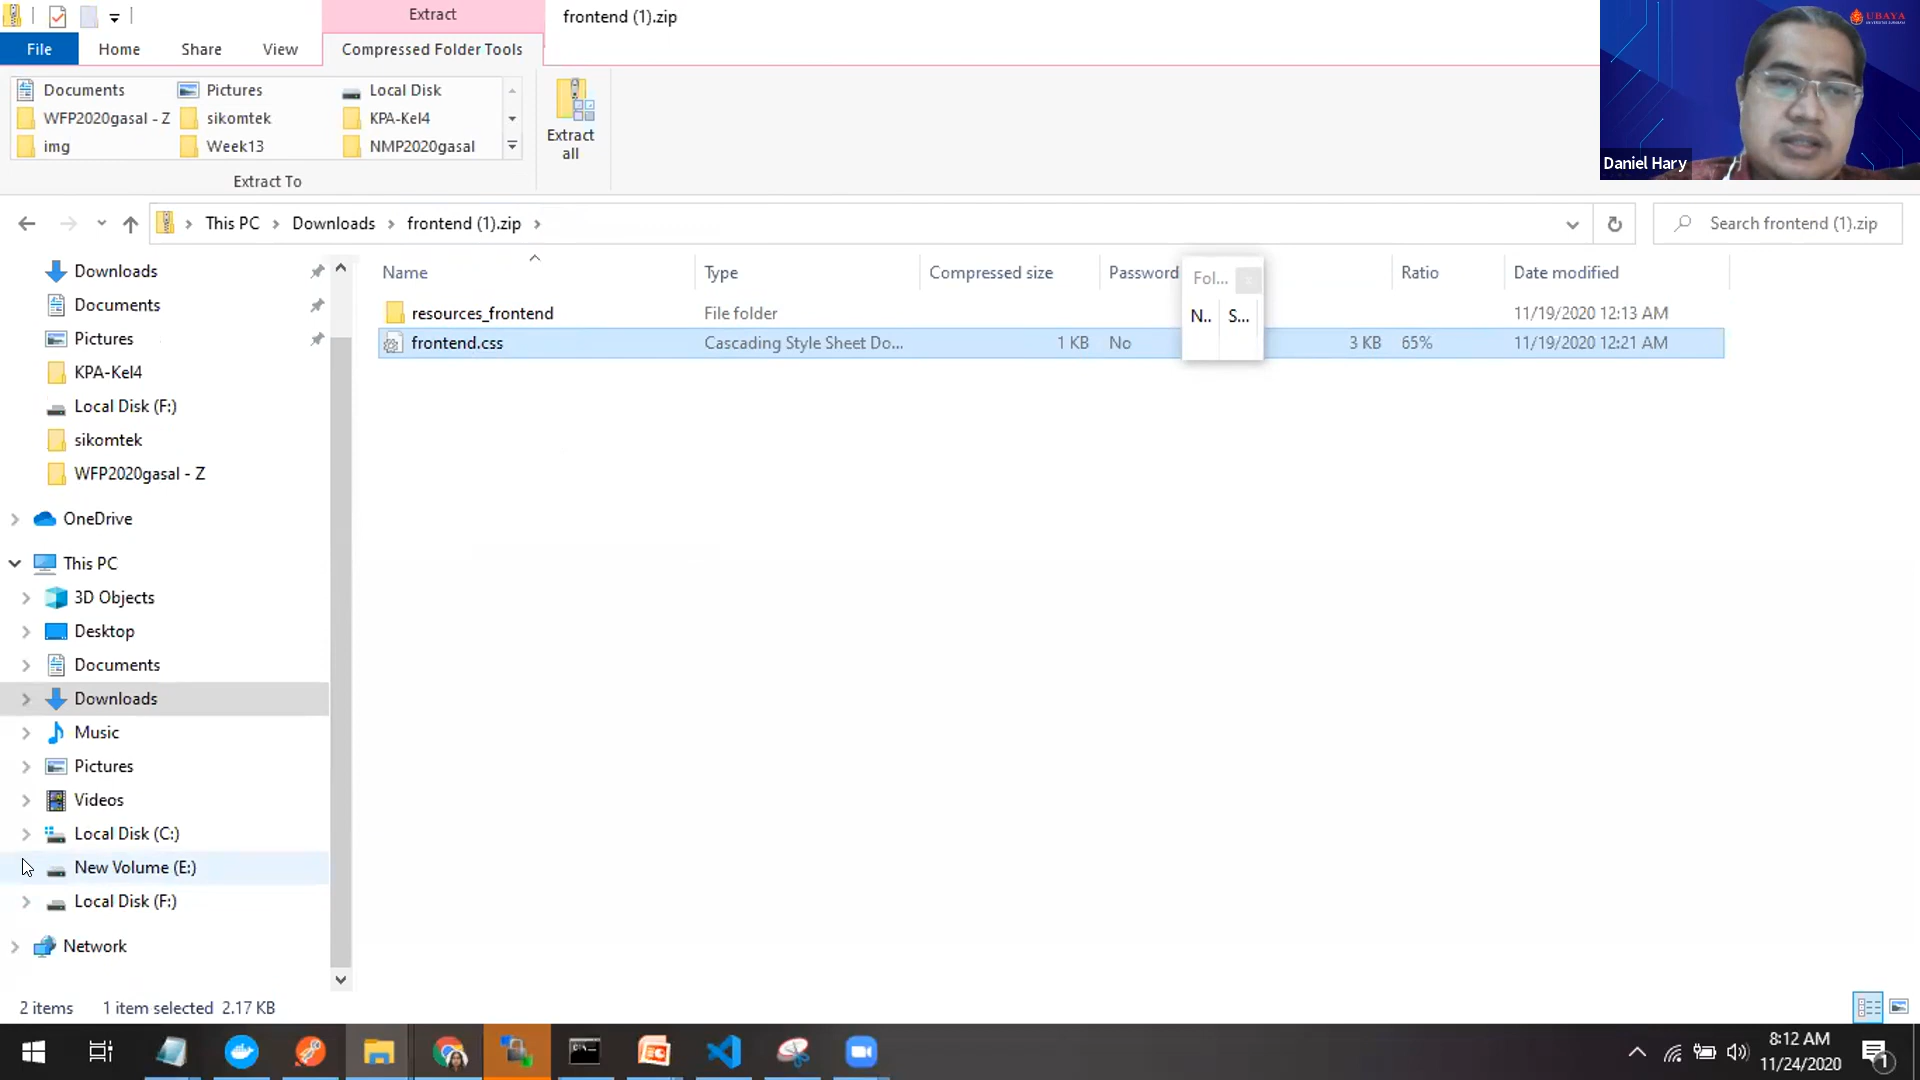 Extract
frontend (1).zip
File
Home
Share
View
Compressed Folder Tools
Documents
Pictures
Local Disk
WFP2020gasal - Z
sikomtek
KPA-Kel4
img
Week13
NMP2020gasal
Extract To
Extract all
UBAYA
Daniel Hary
This PC
Downloads
frontend (1).zip
Search frontend (1).zip
Name
Type
Compressed size
Password
Fol...
N..
S...
Ratio
Date modified
resources_frontend
File folder
11/19/2020 12:13 AM
frontend.css
Cascading Style Sheet Do...
1 KB
No
3 KB
65%
11/19/2020 12:21 AM
Downloads
Documents
Pictures
KPA-Kel4
Local Disk (F:)
sikomtek
WFP2020gasal - Z
OneDrive
This PC
3D Objects
Desktop
Documents
Downloads
Music
Pictures
Videos
Local Disk (C:)
New Volume (E:)
Local Disk (F:)
Network
2 items
1 item selected 2.17 KB
8:12 AM
11/24/2020
1